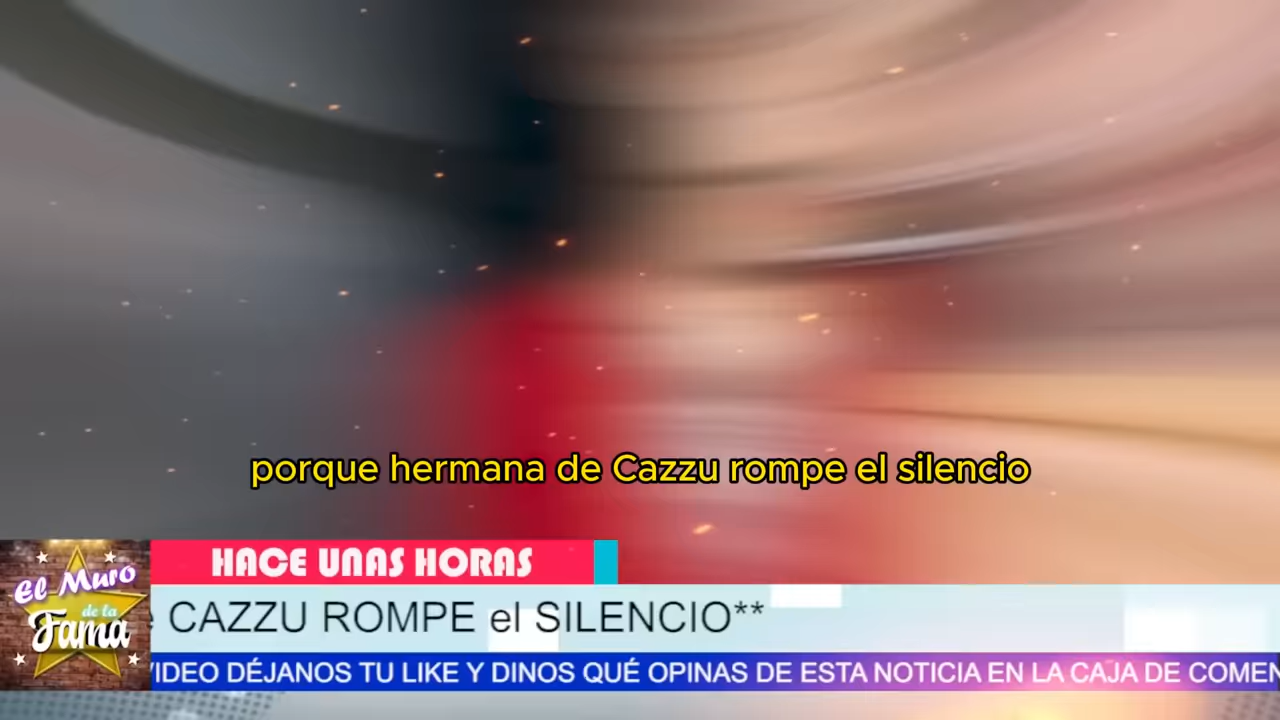 porque hermana de Cazzu rompe el silencio
HACE UNAS HORAS
CAZZU ROMPE el SILENCIO**
El Muro
de la
Fama
VIDEO DÉJANOS TU LIKE Y DINOS QUÉ OPINAS DE ESTA NOTICIA EN LA CAJA DE COMEN